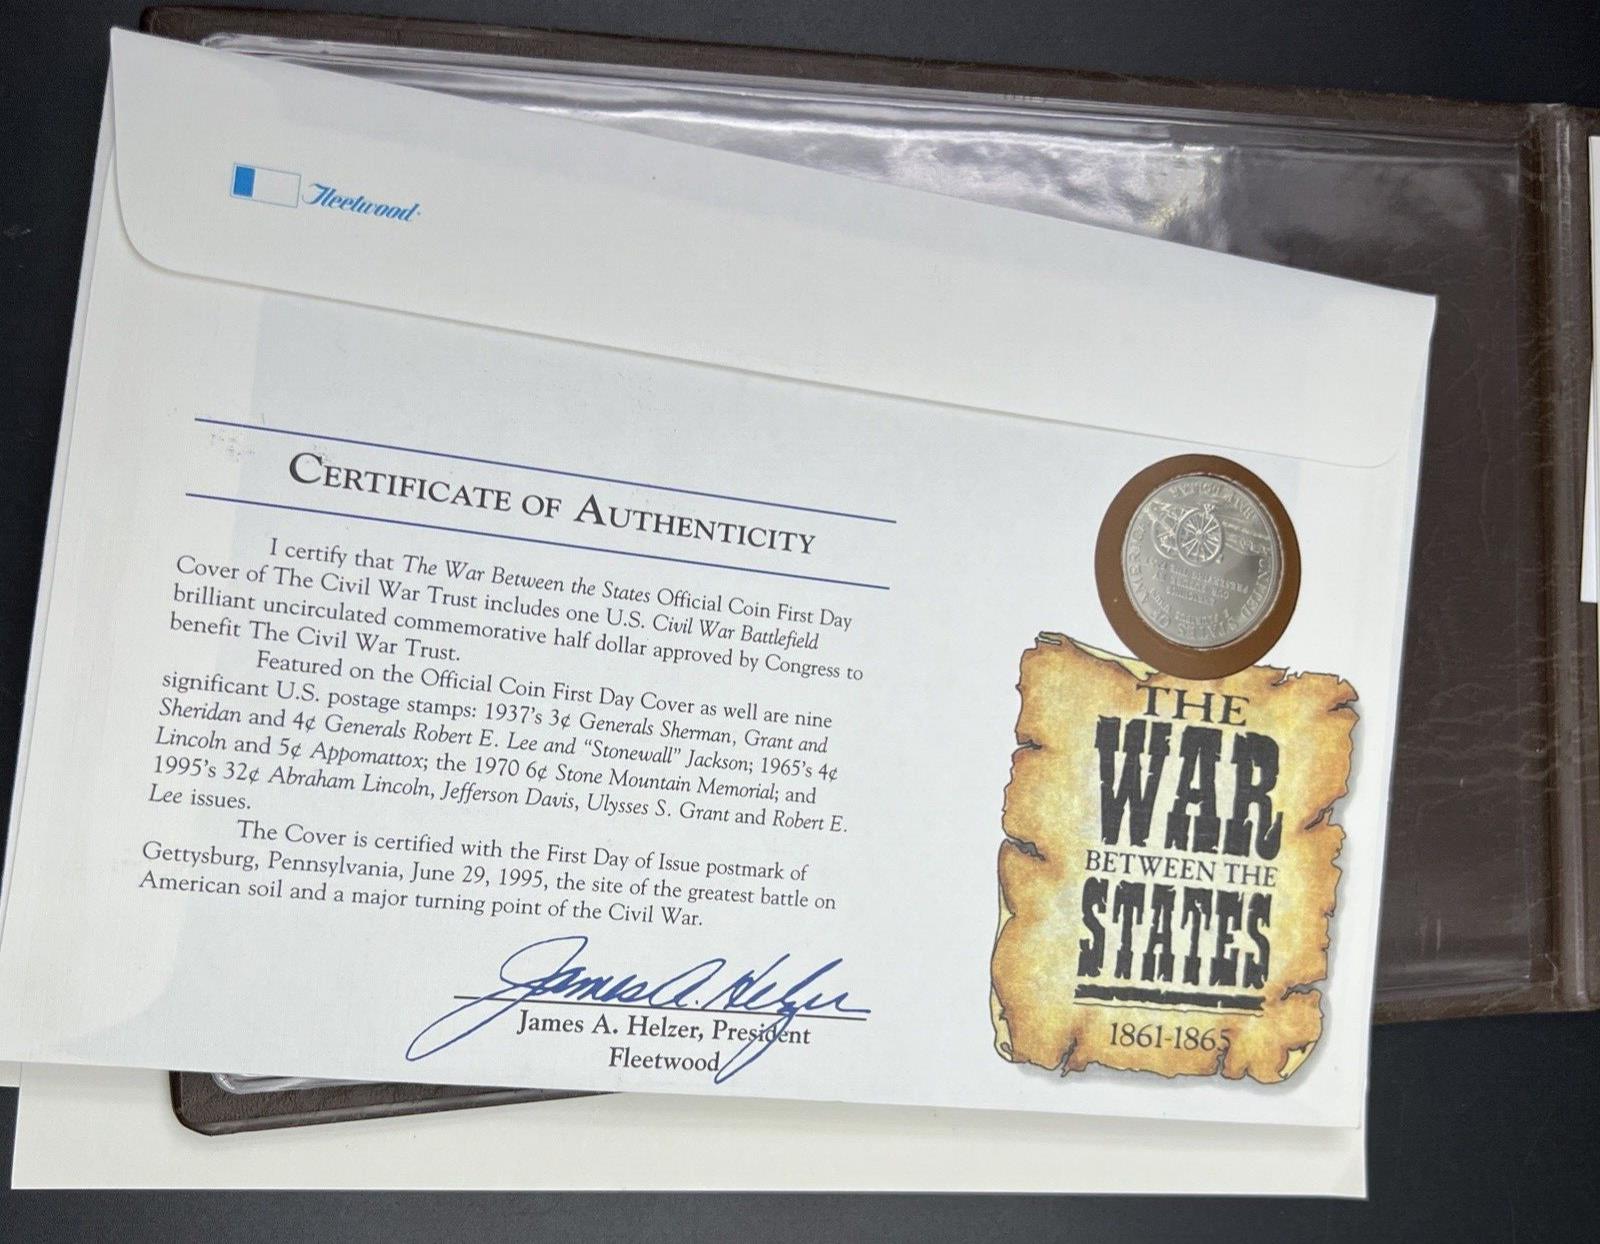 Fleetwood
CERTIFICATE OF AUTHENTICITY
I certify that The War Between the States Official Coin First Day
Cover of The Civil War Trust includes one U.S. Civil War Battlefield
brilliant uncirculated commemorative half dollar approved by Congress to
benefit The Civil War Trust.
Featured on the Official Coin First Day Cover as well are nine
significant U.S. postage stamps: 1937's 3¢ Generals Sherman, Grant and
Sheridan and 4¢ Generals Robert E. Lee and "Stonewall" Jackson; 1965's 4¢
Lincoln and 5¢ Appomattox; the 1970 6¢ Stone Mountain Memorial; and
1995's 32¢ Abraham Lincoln, Jefferson Davis, Ulysses S. Grant and Robert E.
Lee issues.
The Cover is certified with the First Day of Issue postmark of
Gettysburg, Pennsylvania, June 29, 1995, the site of the greatest battle on
American soil and a major turning point of the Civil War.
James A. Helzer
James A. Helzer, President
Fleetwood
UNITED STATES OF AMERICA
THE
WAR
BETWEEN THE
STATES
1861-1865